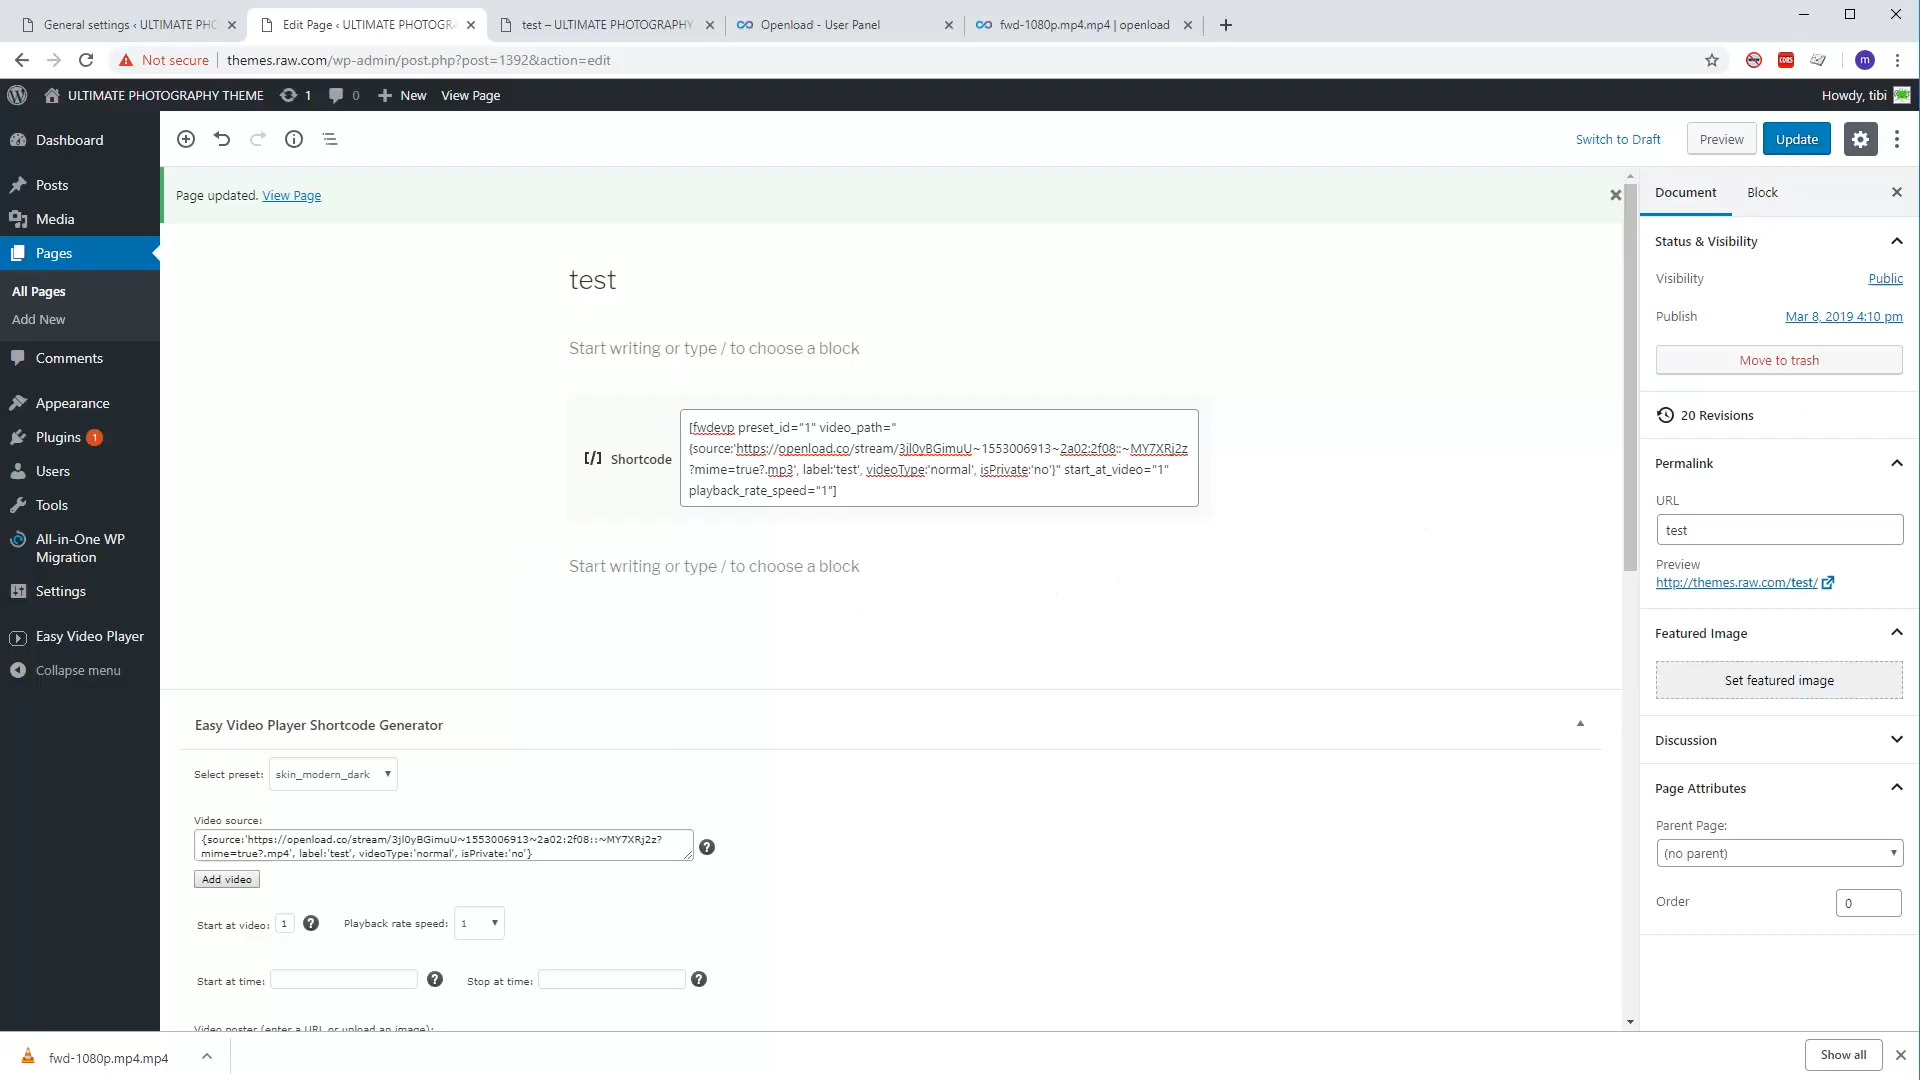 General settings ‹ ULTIMATE PHO
Edit Page ‹ ULTIMATE PHOTOGRA
test – ULTIMATE PHOTOGRAPHY
Openload - User Panel
fwd-1080p.mp4.mp4 | openload
Not secure
themes.raw.com/wp-admin/post.php?post=1392&action=edit
CORS
m
ULTIMATE PHOTOGRAPHY THEME
1
0
New
View Page
Howdy, tibi
Dashboard
Posts
Media
Pages
All Pages
Add New
Comments
Appearance
Plugins 1
Users
Tools
All-in-One WP
Migration
Settings
Easy Video Player
Collapse menu
Switch to Draft
Preview
Update
Page updated. View Page
test
Start writing or type / to choose a block
[/] Shortcode
[fwdevp preset_id="1" video_path="
{source:'https://openload.co/stream/3jl0yBGimuU~1553006913~2a02:2f08::~MY7XRj2z
?mime=true?.mp3', label:'test', videoType:'normal', isPrivate:'no'}" start_at_video="1"
playback_rate_speed="1"]
Start writing or type / to choose a block
Easy Video Player Shortcode Generator
Select preset:
skin_modern_dark
Video source:
{source:'https://openload.co/stream/3jl0yBGimuU~1553006913~2a02:2f08::~MY7XRj2z?
mime=true?.mp4', label:'test', videoType:'normal', isPrivate:'no'}
?
Add video
Start at video: 1 ? Playback rate speed: 1
Start at time: ? Stop at time: ?
Video poster (enter a URL or upload an image):
Document
Block
Status & Visibility
Visibility
Public
Publish
Mar 8, 2019 4:10 pm
Move to trash
20 Revisions
Permalink
URL
test
Preview
http://themes.raw.com/test/
Featured Image
Set featured image
Discussion
Page Attributes
Parent Page:
(no parent)
Order
0
fwd-1080p.mp4.mp4
Show all